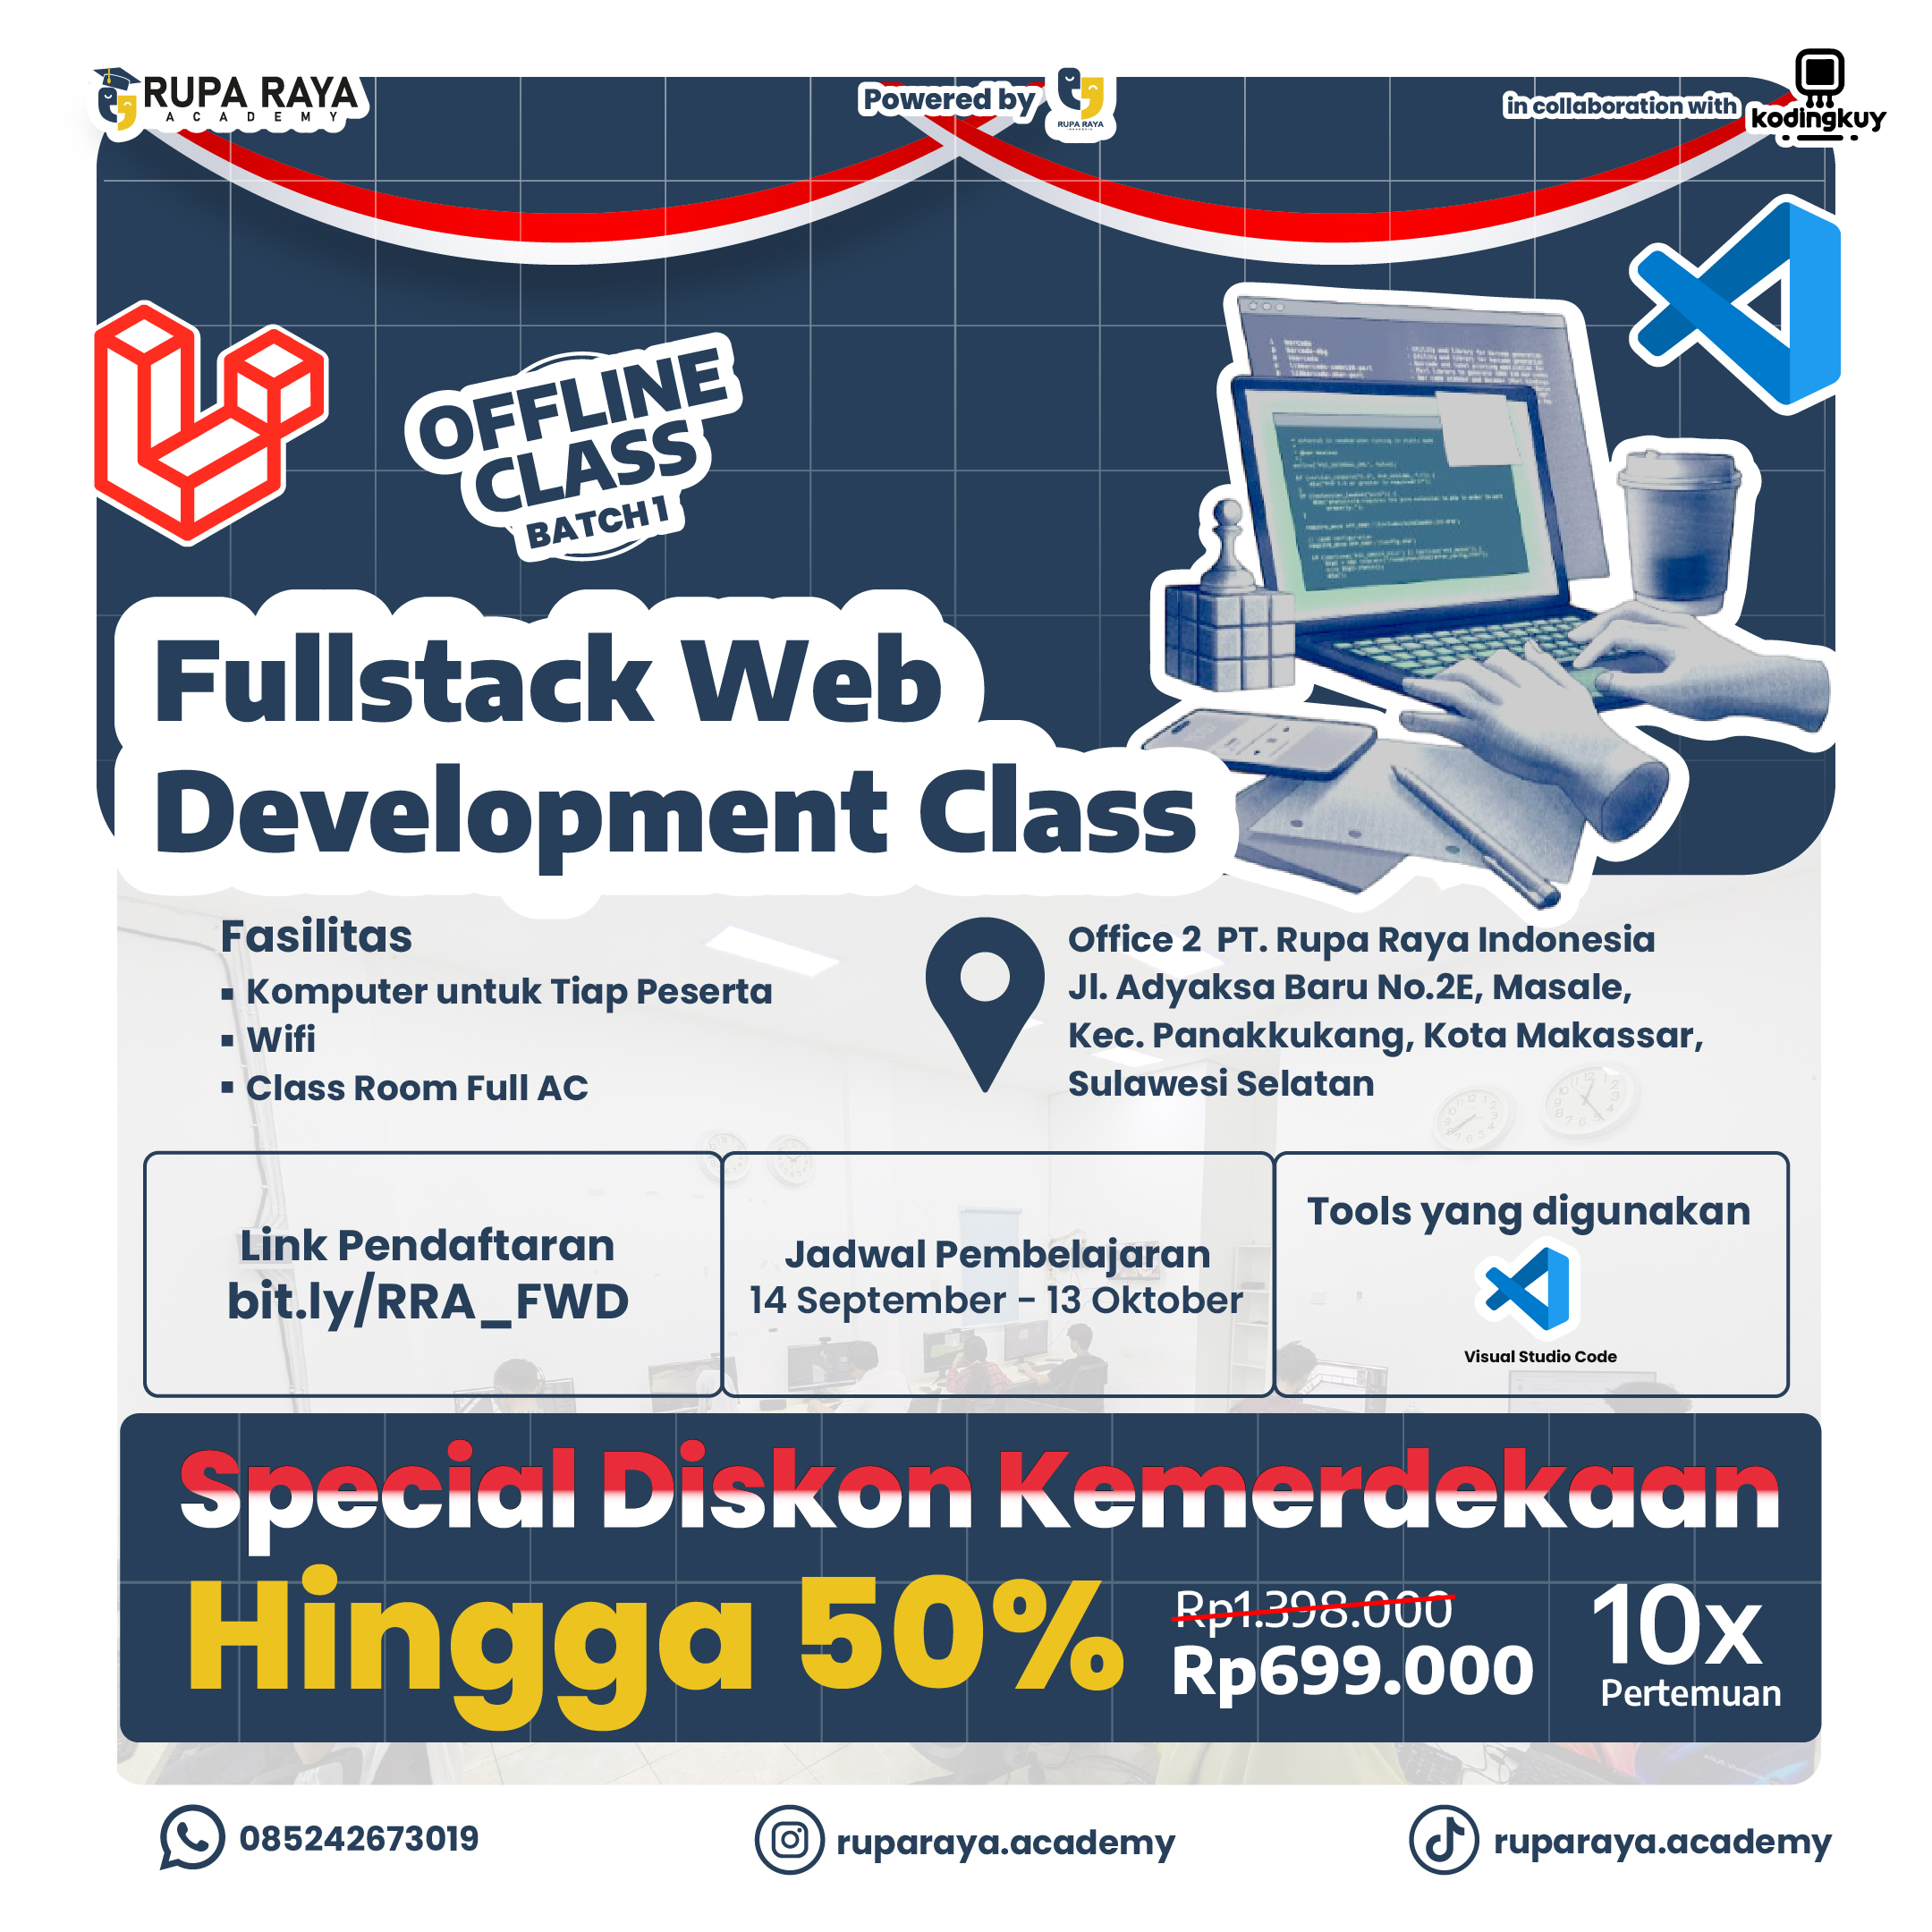 RUPA RAYA
ACADEMY
Powered by
RUPA RAYA
in collaboration with
kodingkuy
OFFLINE
CLASS
BATCH 1
Fullstack Web
Development Class
Fasilitas
▪ Komputer untuk Tiap Peserta
▪ Wifi
▪ Class Room Full AC
Office 2 PT. Rupa Raya Indonesia
Jl. Adyaksa Baru No.2E, Masale,
Kec. Panakkukang, Kota Makassar,
Sulawesi Selatan
Link Pendaftaran
bit.ly/RRA_FWD
Jadwal Pembelajaran
14 September - 13 Oktober
Tools yang digunakan
Visual Studio Code
Special Diskon Kemerdekaan
Hingga 50%
Rp1.398.000
Rp699.000
10x
Pertemuan
085242673019
ruparaya.academy
ruparaya.academy